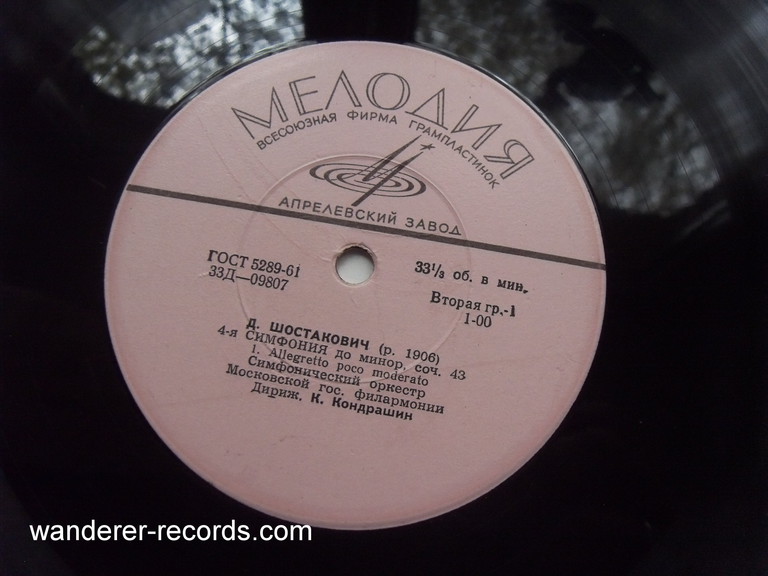 МЕЛОДИЯ
ВСЕСОЮЗНАЯ ФИРМА ГРАМПЛАСТИНОК
АПРЕЛЕВСКИЙ ЗАВОД
ГОСТ 5289-61
33Д—09807
33⅓ об. в мин.
Вторая гр.-1
1-00
Д. ШОСТАКОВИЧ (р. 1906)
4-я СИМФОНИЯ до минор, соч. 43
1. Allegretto poco moderato
Симфонический оркестр
Московской гос. филармонии
Дириж. К. Кондрашин
wanderer-records.com